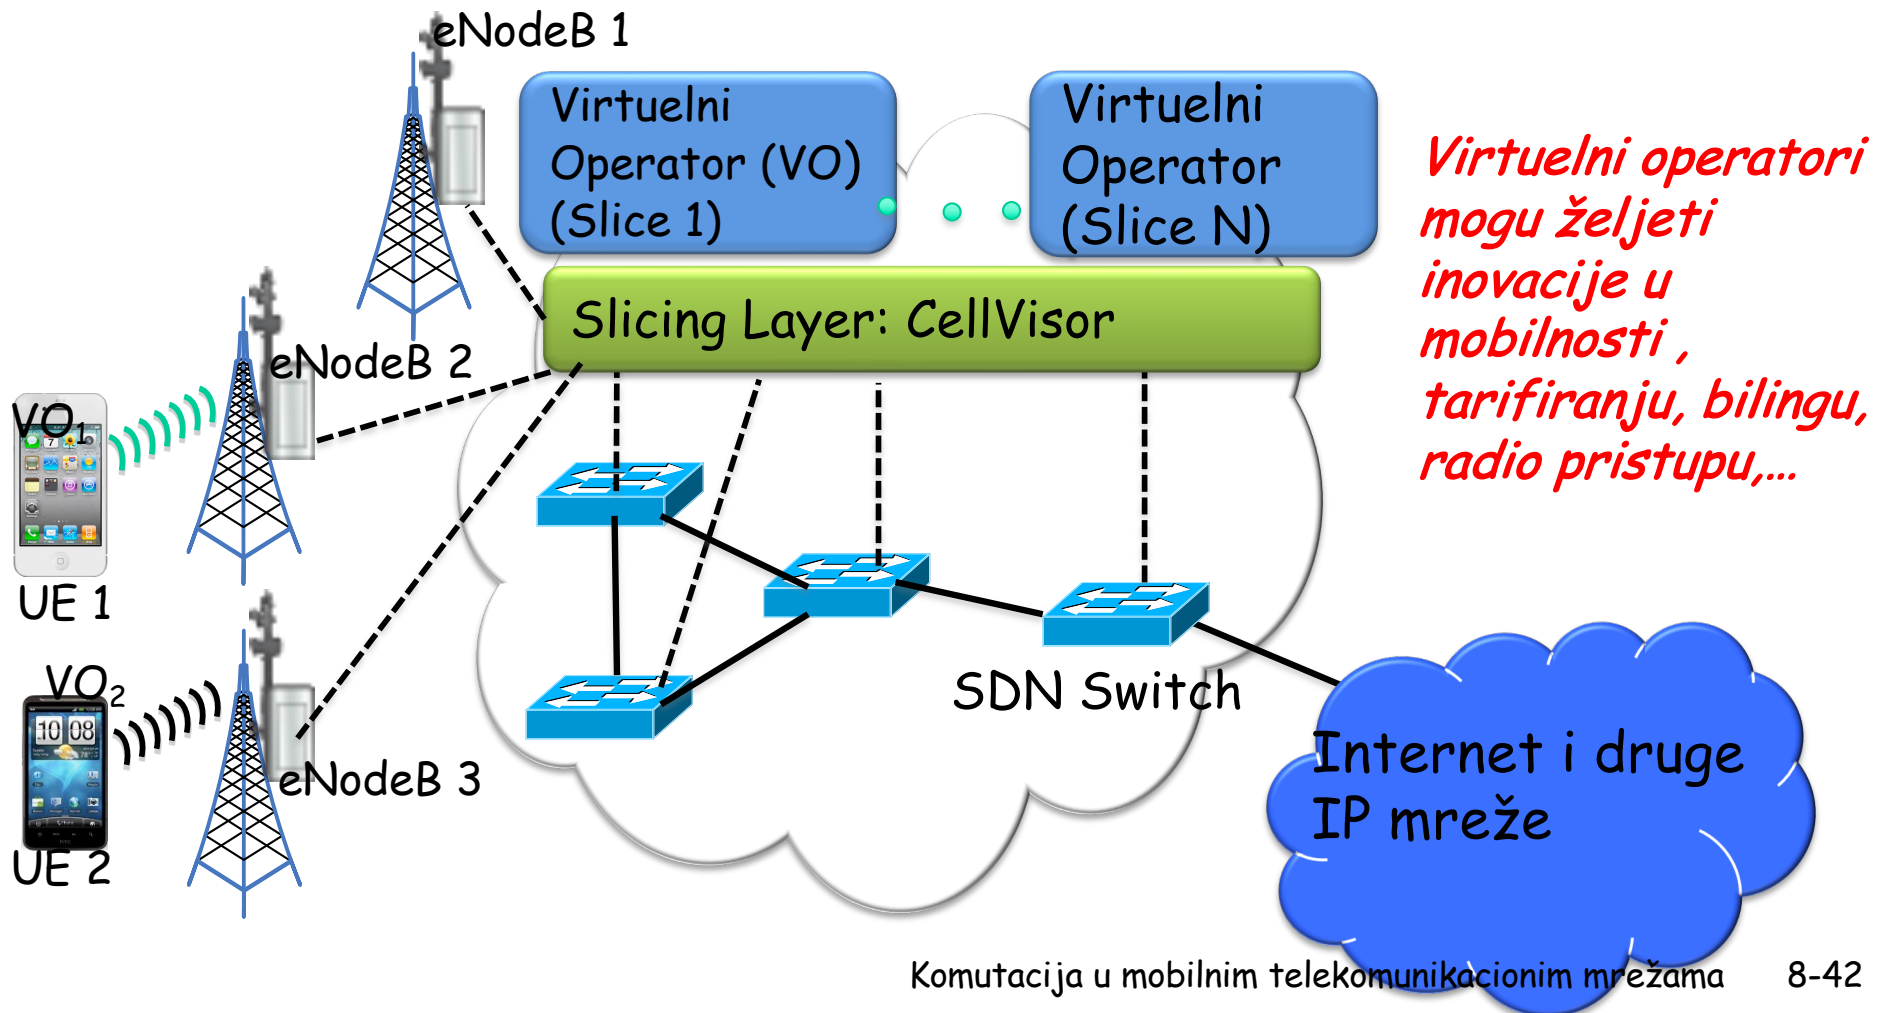 eNodeB 1
Virtuelni
Operator (VO)
(Slice 1)
Virtuelni
Operator
(Slice N)
Virtuelni operatori
mogu željeti
inovacije u
mobilnosti ,
tarifiranju, bilingu,
radio pristupu,…
Slicing Layer: CellVisor
eNodeB 2
VO1
UE 1
VO2
10 08
SDN Switch
eNodeB 3
UE 2
Internet i druge
IP mreže
Komutacija u mobilnim telekomunikacionim mrežama 8-42